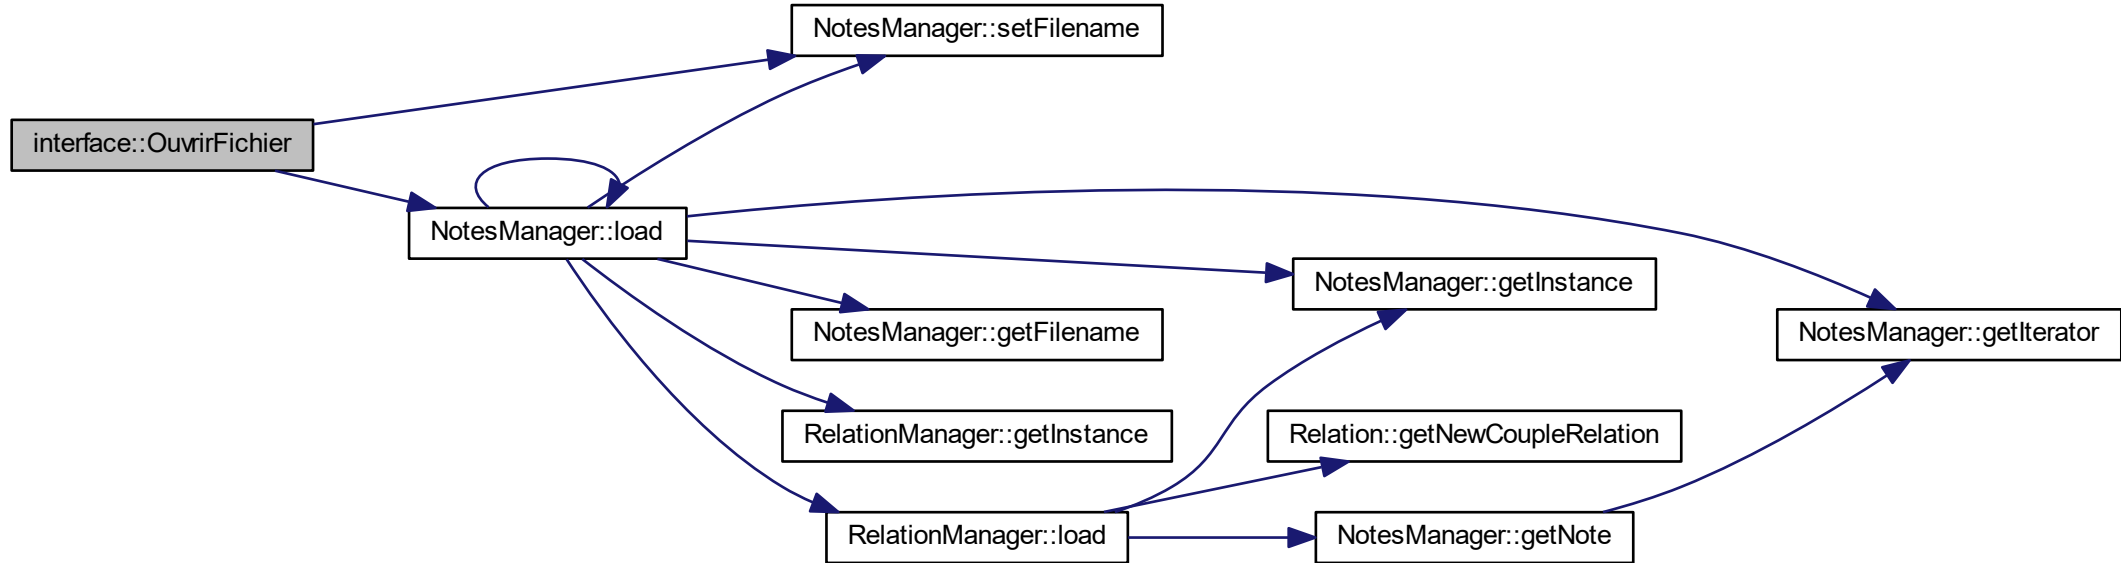 NotesManager::setFilename
interface::OuvrirFichier
NotesManager::load
NotesManager::getInstance
NotesManager::getFilename
NotesManager::getIterator
RelationManager::getInstance
Relation::getNewCoupleRelation
RelationManager::load
NotesManager::getNote